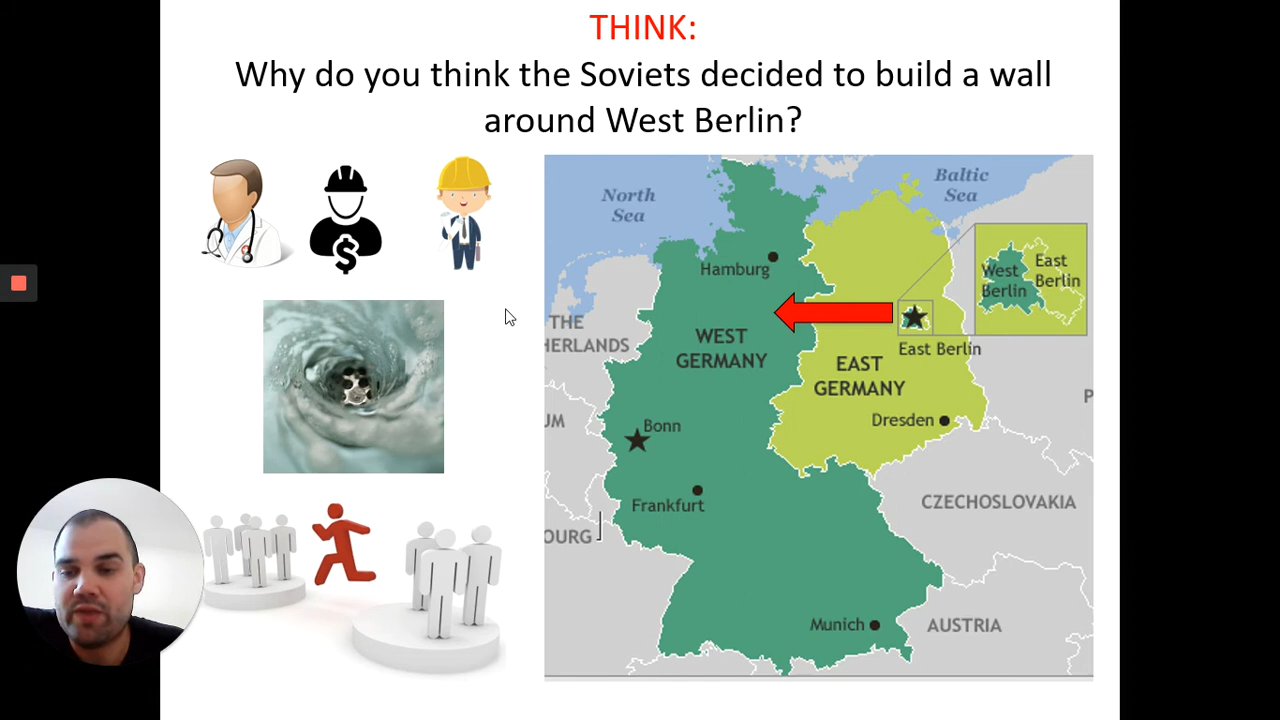 THINK:
Why do you think the Soviets decided to build a wall
around West Berlin?
$
North
Sea
Baltic
Sea
Hamburg
West
Berlin
East
Berlin
THE
HERLANDS
WEST
GERMANY
East Berlin
EAST
GERMANY
Dresden
UM
Bonn
P
Frankfurt
CZECHOSLOVAKIA
OURG
Munich
AUSTRIA